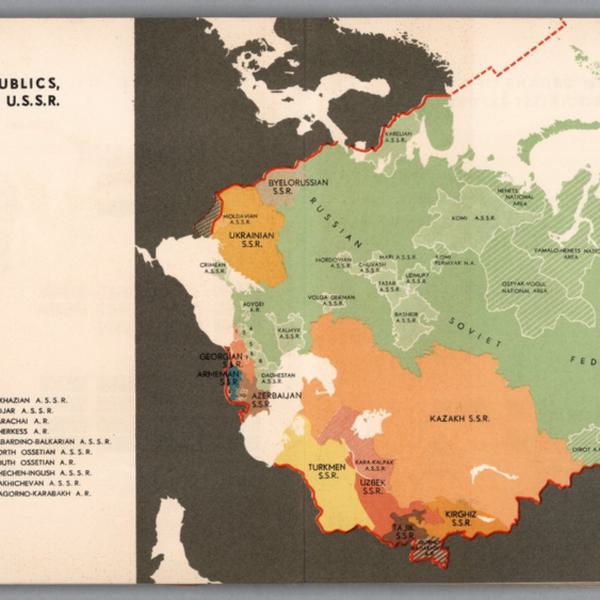 UBLICS,
U.S.S.R.
KARELIAN
A.S.S.R.
BYELORUSSIAN
S.S.R.
MOLDAVIAN
A.S.S.R.
UKRAINIAN
S.S.R.
CRIMEAN
A.S.S.R.
RUSSIAN
SOVIET
FED
NENETS
NATIONAL
AREA
KOMI A.S.S.R.
YAMALO-NENETS
AREA
OSTYAK-VOGUL
NATIONAL AREA
KOMI
PERMYAK N.A.
MORDOVIAN
A.S.S.R.
CHUVASH
A.S.S.R.
MARI A.S.S.R.
TATAR
A.S.S.R.
UDMURT
A.S.S.R.
BASHKIR
A.S.S.R.
VOLGA GERMAN
A.S.S.R.
ADYGEI
A.R.
KALMYK
A.S.S.R.
GEORGIAN
S.S.R.
ARMENIAN
S.S.R.
DAGHESTAN
A.S.S.R.
AZERBAIJAN
S.S.R.
KAZAKH S.S.R.
OIROT A.
KARA-KALPAK
A.S.S.R.
TURKMEN
S.S.R.
UZBEK
S.S.R.
KIRGHIZ
S.S.R.
TAJIK
S.S.R.
KHAZIAN A.S.S.R.
JAR A.S.S.R.
ARACHAI A.R.
HERKESS A.R.
ABARDINO-BALKARIAN A.S.S.R.
ORTH OSSETIAN A.S.S.R.
OUTH OSSETIAN A.R.
HECHEN-INGUSH A.S.S.R.
AKHICHEVAN A.S.S.R.
AGORNO-KARABAKH A.R.